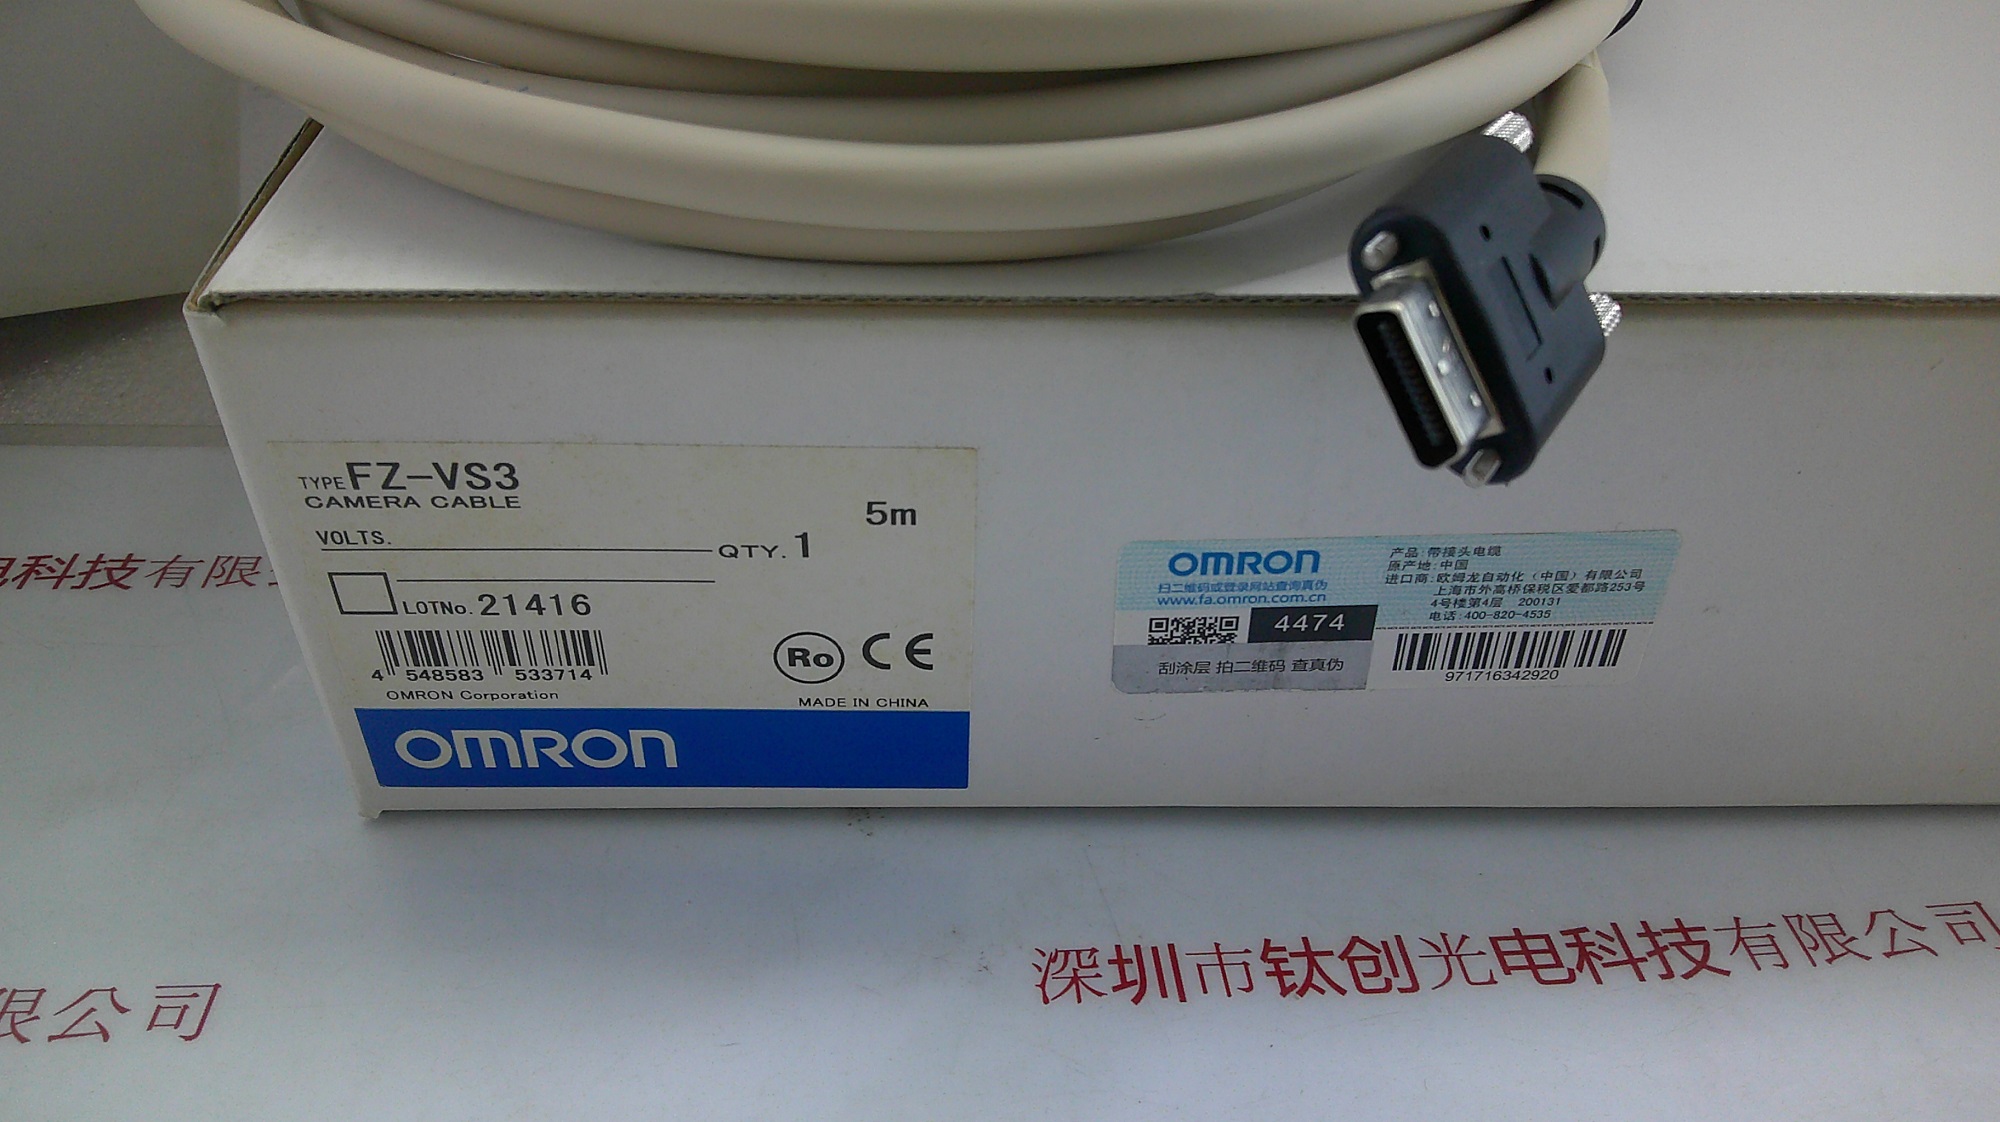 TYPE FZ-VS3
CAMERA CABLE
5m
VOLTS.
QTY. 1
LOTNo. 21416
4 548583 533714
OMRON Corporation
Ro CE
MADE IN CHINA
OMRON
OMRON
扫二维码或登录网站查询真伪
www.fa.omron.com.cn
4474
刮涂层 拍二维码 查真伪
产品:带接头电缆
原产地:中国
进口商:欧姆龙自动化（中国）有限公司
上海市外高桥保税区爱都路253号
4号楼第4层 200131
电话:400-820-4535
971716342920
电科技有限
限公司
深圳市钛创光电科技有限公司